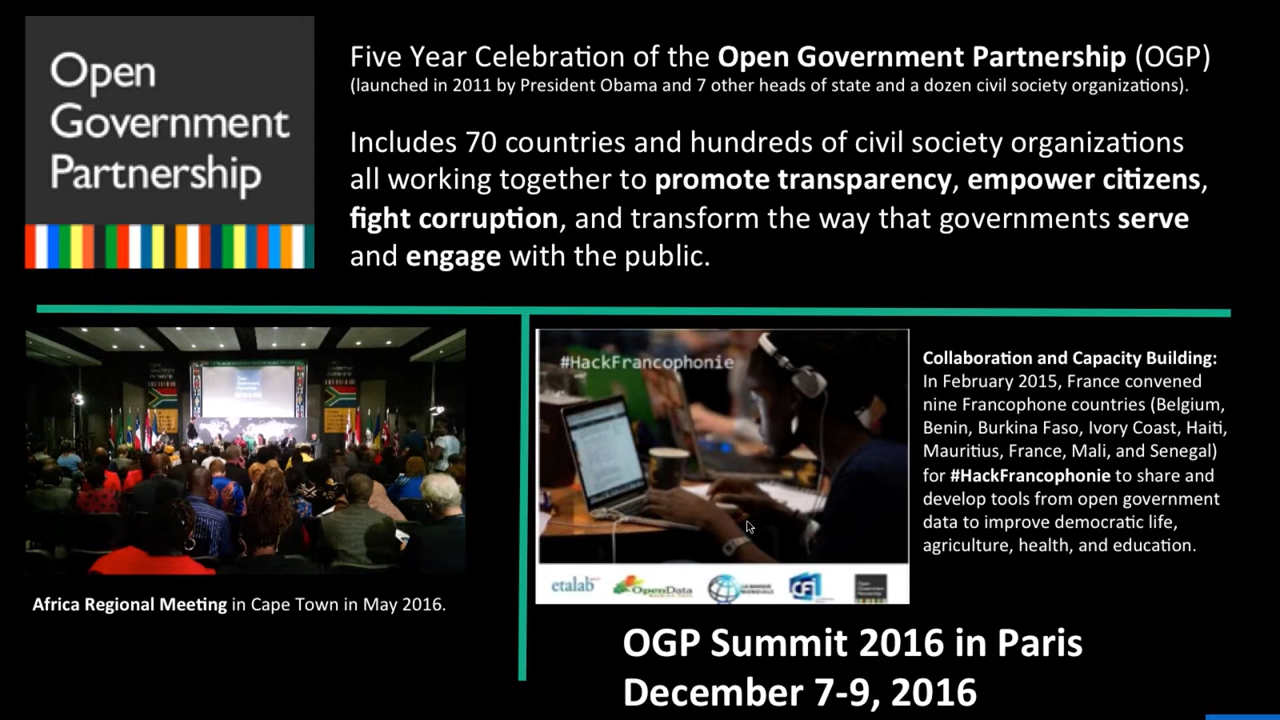 Open
Government
Partnership
Five Year Celebration of the Open Government Partnership (OGP)
(launched in 2011 by President Obama and 7 other heads of state and a dozen civil society organizations).
Includes 70 countries and hundreds of civil society organizations
all working together to promote transparency, empower citizens,
fight corruption, and transform the way that governments serve
and engage with the public.
Africa Regional Meeting in Cape Town in May 2016.
#HackFrancophonie
etalab
OpenData
LA BANQUE
MONDIALE
CFI
Collaboration and Capacity Building:
In February 2015, France convened
nine Francophone countries (Belgium,
Benin, Burkina Faso, Ivory Coast, Haiti,
Mauritius, France, Mali, and Senegal)
for #HackFrancophonie to share and
develop tools from open government
data to improve democratic life,
agriculture, health, and education.
OGP Summit 2016 in Paris
December 7-9, 2016